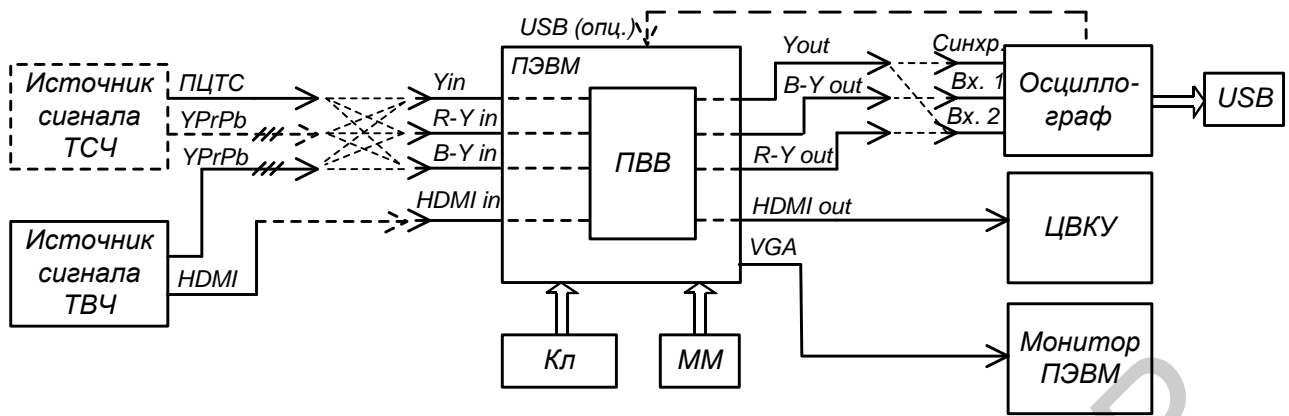 USB (опц.)
Источник
сигнала
ТСЧ
ПЦТС
YPrPb
YPrPb
Источник
сигнала
ТВЧ
HDMI
Yin
R-Y in
B-Y in
HDMI in
ПЭВМ
ПВВ
Кл
ММ
Yout
B-Y out
R-Y out
HDMI out
VGA
Синхр.
Вх. 1
Вх. 2
Осцилло-
граф
USB
ЦВКУ
Монитор
ПЭВМ